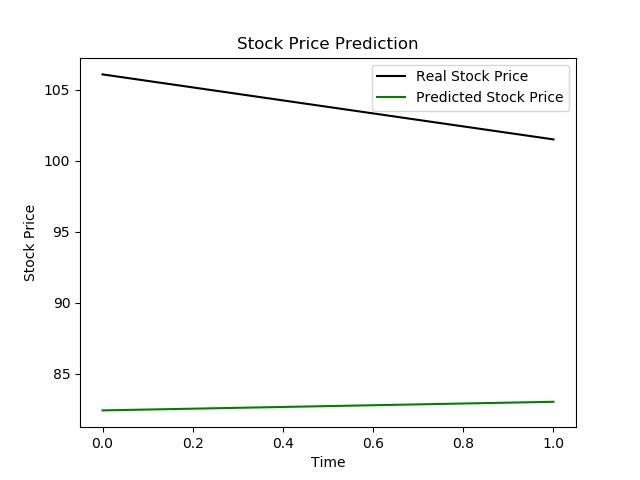 Stock Price Prediction
Real Stock Price
Predicted Stock Price
105
100
95
90
85
Stock Price
0.0 0.2 0.4 0.6 0.8 1.0
Time